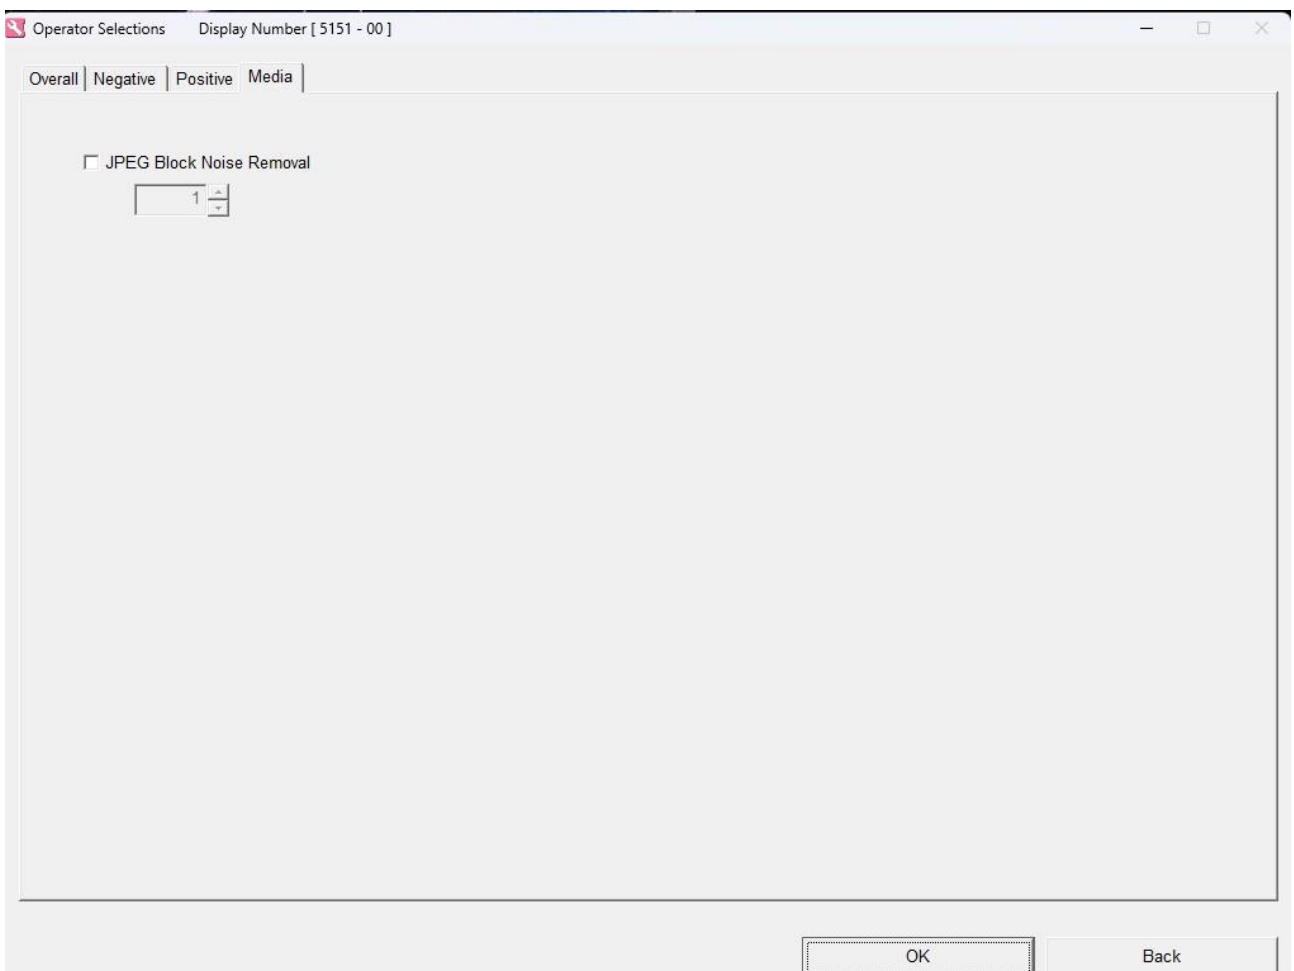 Operator Selections Display Number [ 5151 - 00 ]
Overall Negative Positive Media
JPEG Block Noise Removal
1
OK Back